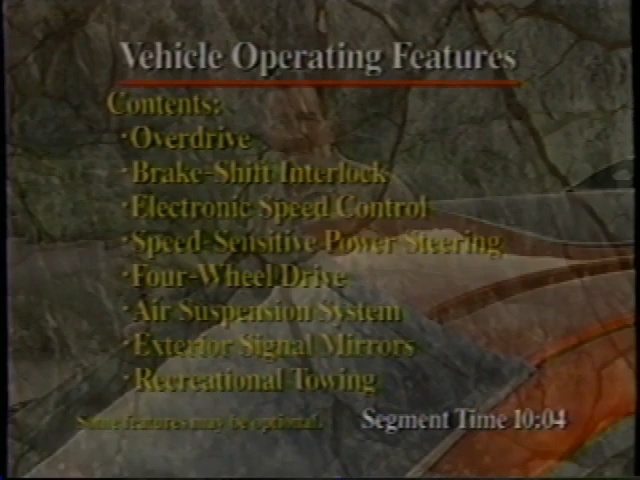 Vehicle Operating Features
Contents:
·Overdrive
·Brake-Shift Interlock
·Electronic Speed Control
·Speed-Sensitive Power Steering
·Four-Wheel Drive
·Air Suspension System
·Exterior Signal Mirrors
·Recreational Towing
Some features may be optional.
Segment Time 10:04